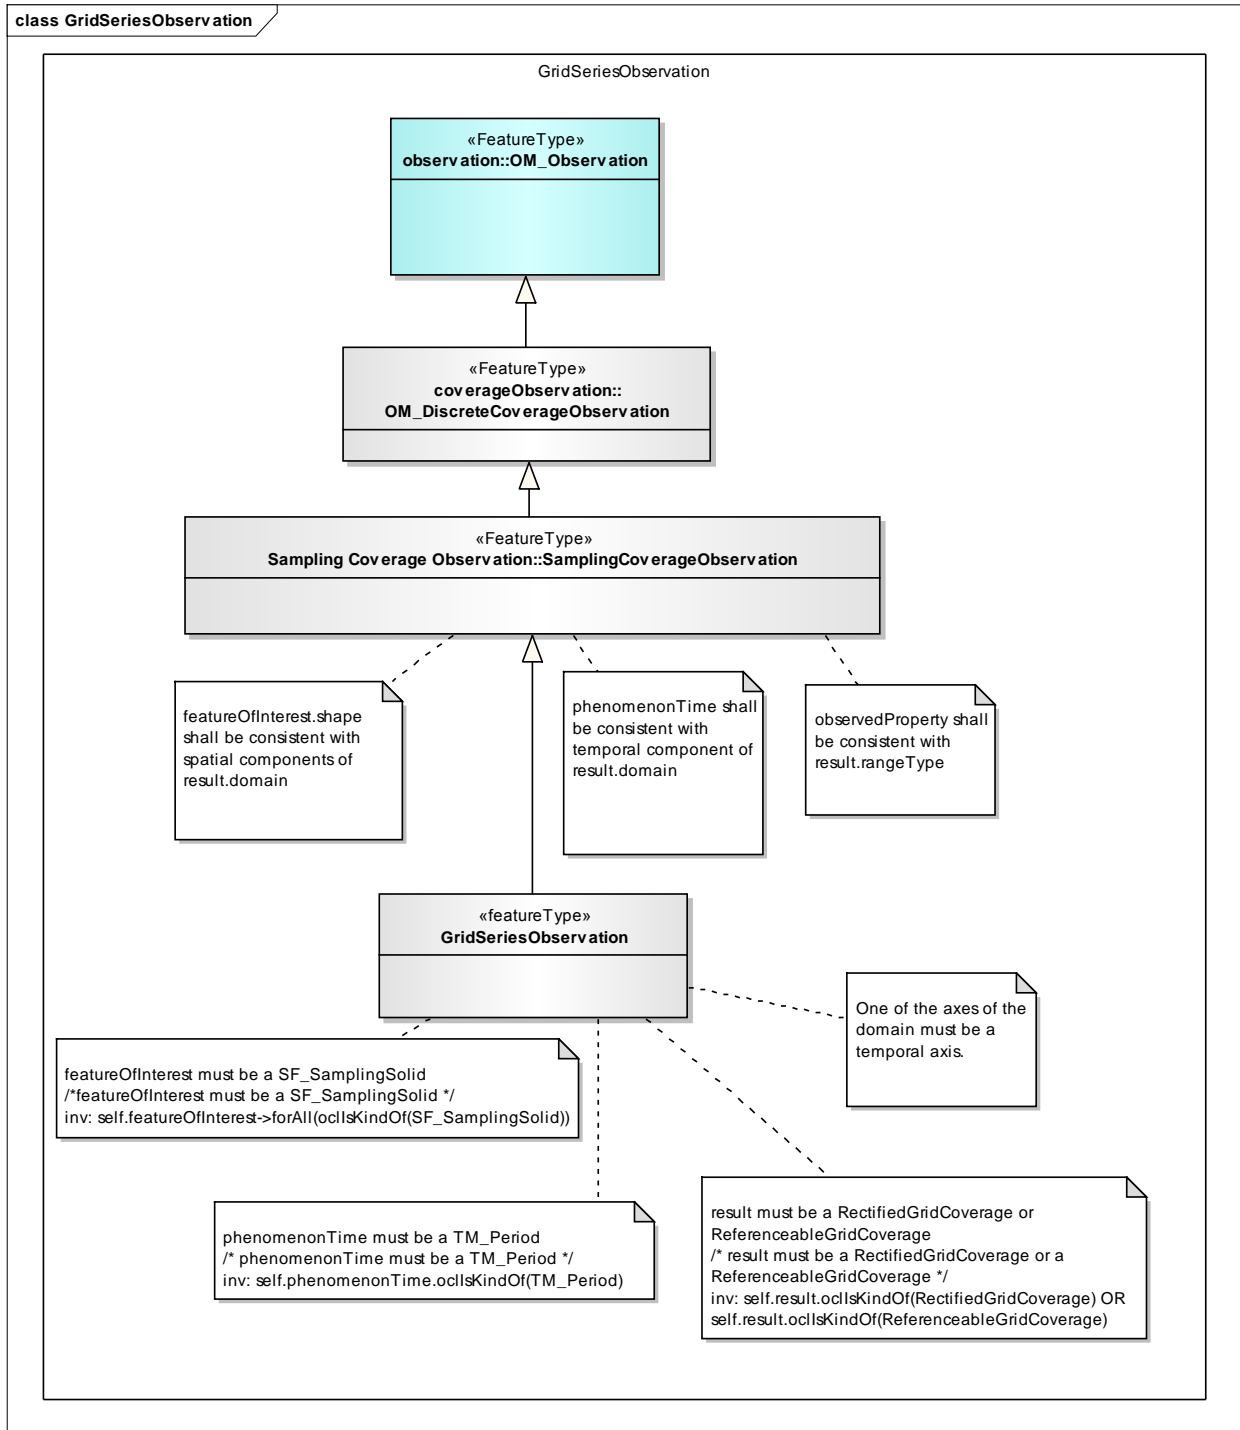 class GridSeriesObservation
GridSeriesObservation
«FeatureType»
observation::OM_Observation
«FeatureType»
coverageObservation::
OM_DiscreteCoverageObservation
«FeatureType»
Sampling Coverage Observation::SamplingCoverageObservation
featureOfInterest.shape
shall be consistent with
spatial components of
result.domain
phenomenonTime shall
be consistent with
temporal component of
result.domain
observedProperty shall
be consistent with
result.rangeType
«featureType»
GridSeriesObservation
One of the axes of the
domain must be a
temporal axis.
featureOfInterest must be a SF_SamplingSolid
/*featureOfInterest must be a SF_SamplingSolid */
inv: self.featureOfInterest->forAll(oclIsKindOf(SF_SamplingSolid))
phenomenonTime must be a TM_Period
/* phenomenonTime must be a TM_Period */
inv: self.phenomenonTime.oclIsKindOf(TM_Period)
result must be a RectifiedGridCoverage or
ReferenceableGridCoverage
/* result must be a RectifiedGridCoverage or a
ReferenceableGridCoverage */
inv: self.result.oclIsKindOf(RectifiedGridCoverage) OR
self.result.oclIsKindOf(ReferenceableGridCoverage)